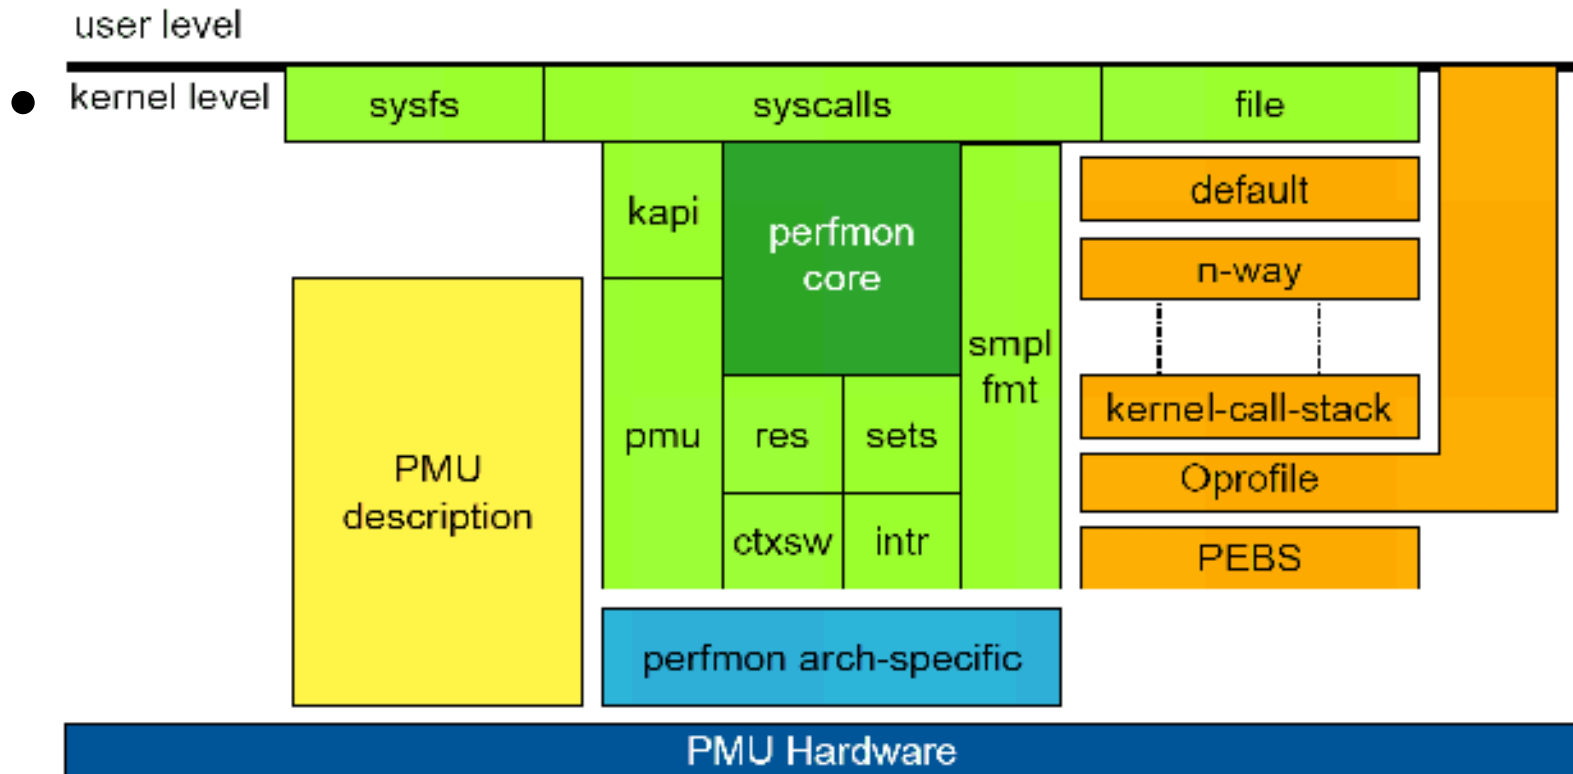 user level
kernel level
sysfs
syscalls
file
kapi
perfmon
core
default
n-way
smpl
fmt
kernel-call-stack
pmu
res
sets
PMU
description
Oprofile
ctxsw
intr
PEBS
perfmon arch-specific
PMU Hardware